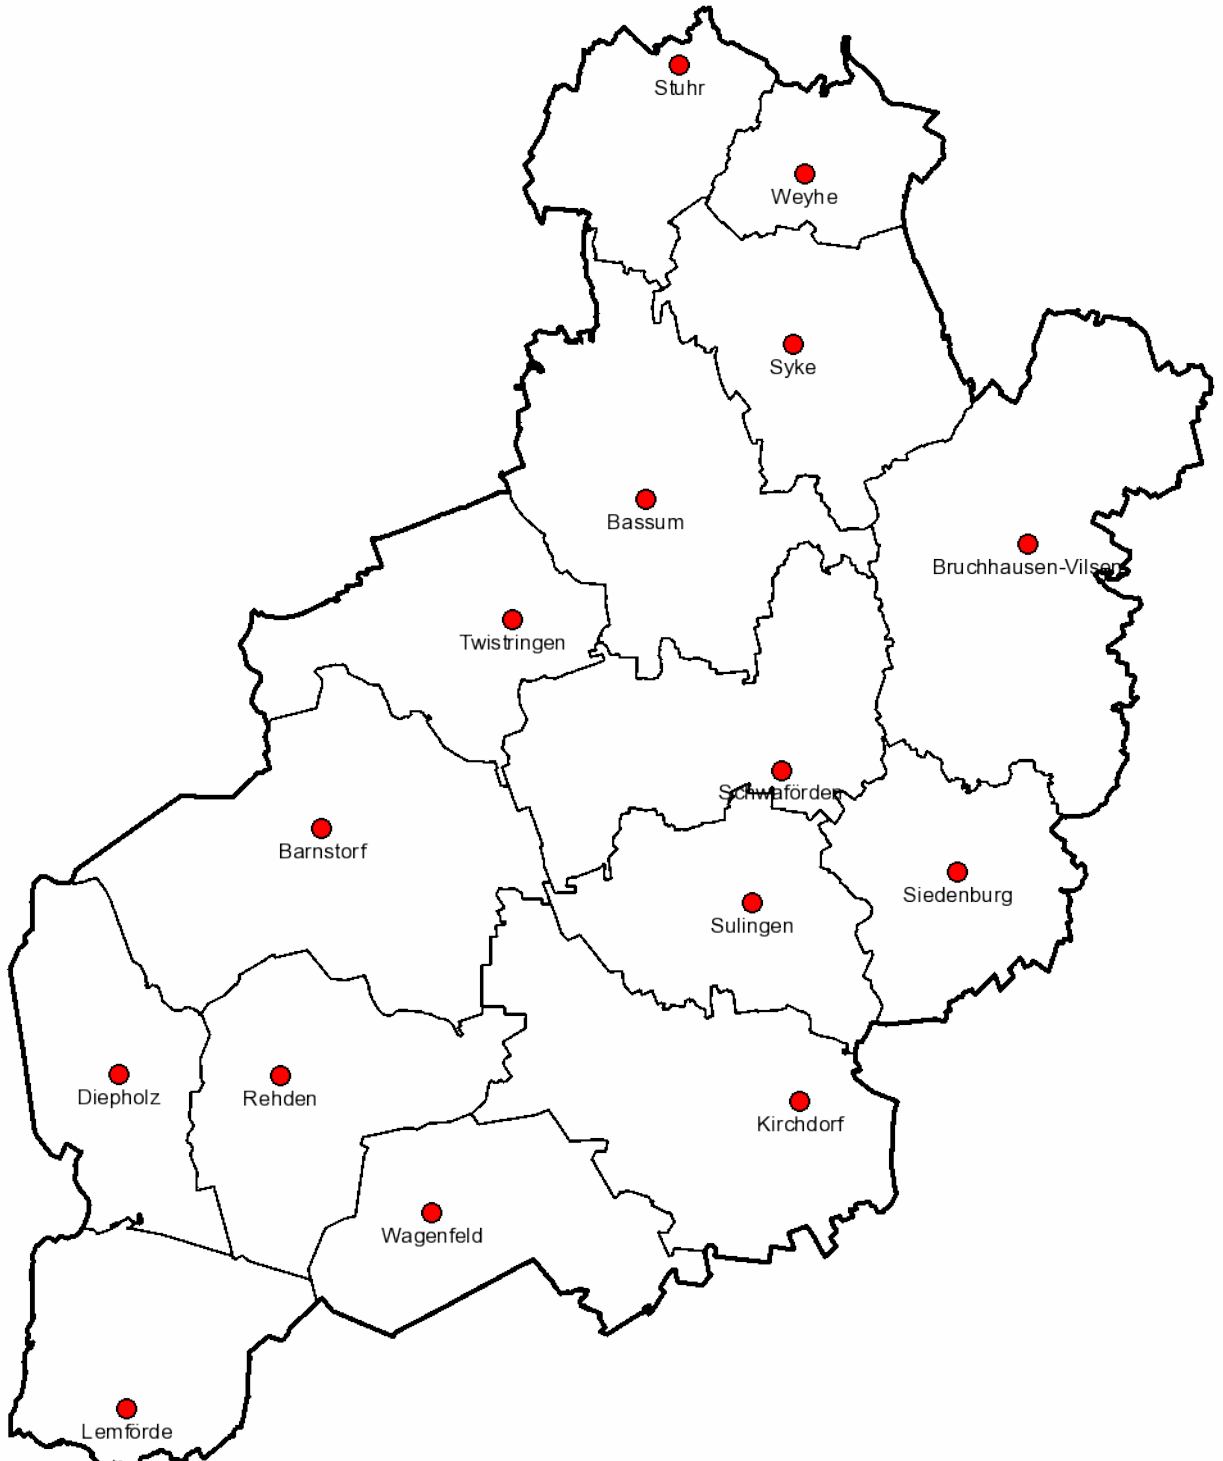 Stuhr
Weyhe
Syke
Bassum
Bruchhausen-Vilsen
Twistringen
Schwaförden
Barnstorf
Siedenburg
Sulingen
Diepholz
Rehden
Kirchdorf
Wagenfeld
Lemförde